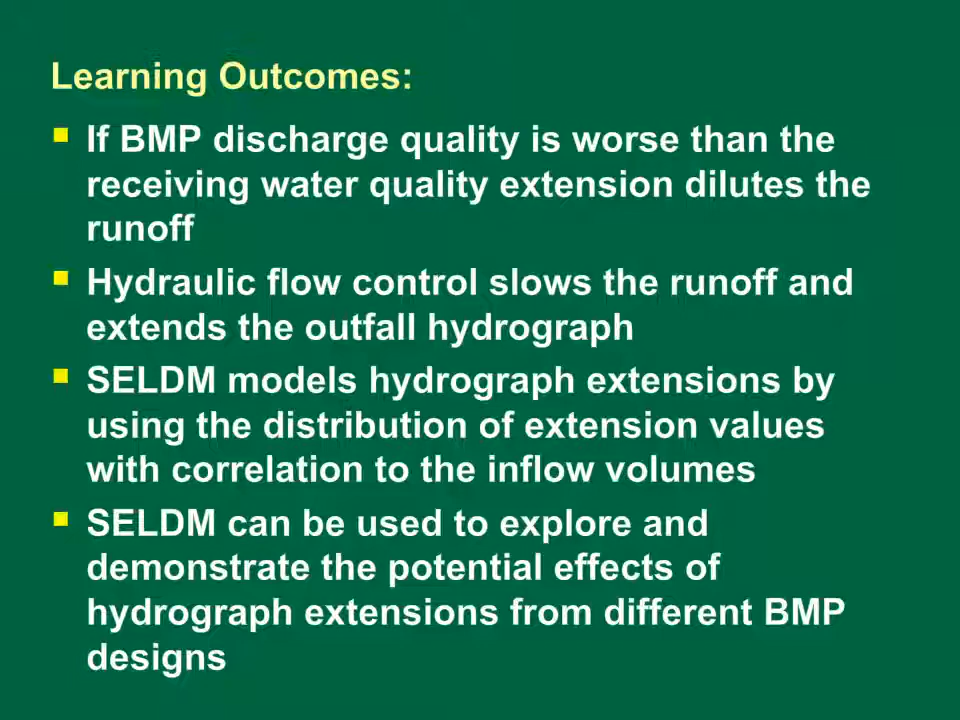 Learning Outcomes:
If BMP discharge quality is worse than the
receiving water quality extension dilutes the
runoff
Hydraulic flow control slows the runoff and
extends the outfall hydrograph
SELDM models hydrograph extensions by
using the distribution of extension values
with correlation to the inflow volumes
SELDM can be used to explore and
demonstrate the potential effects of
hydrograph extensions from different BMP
designs